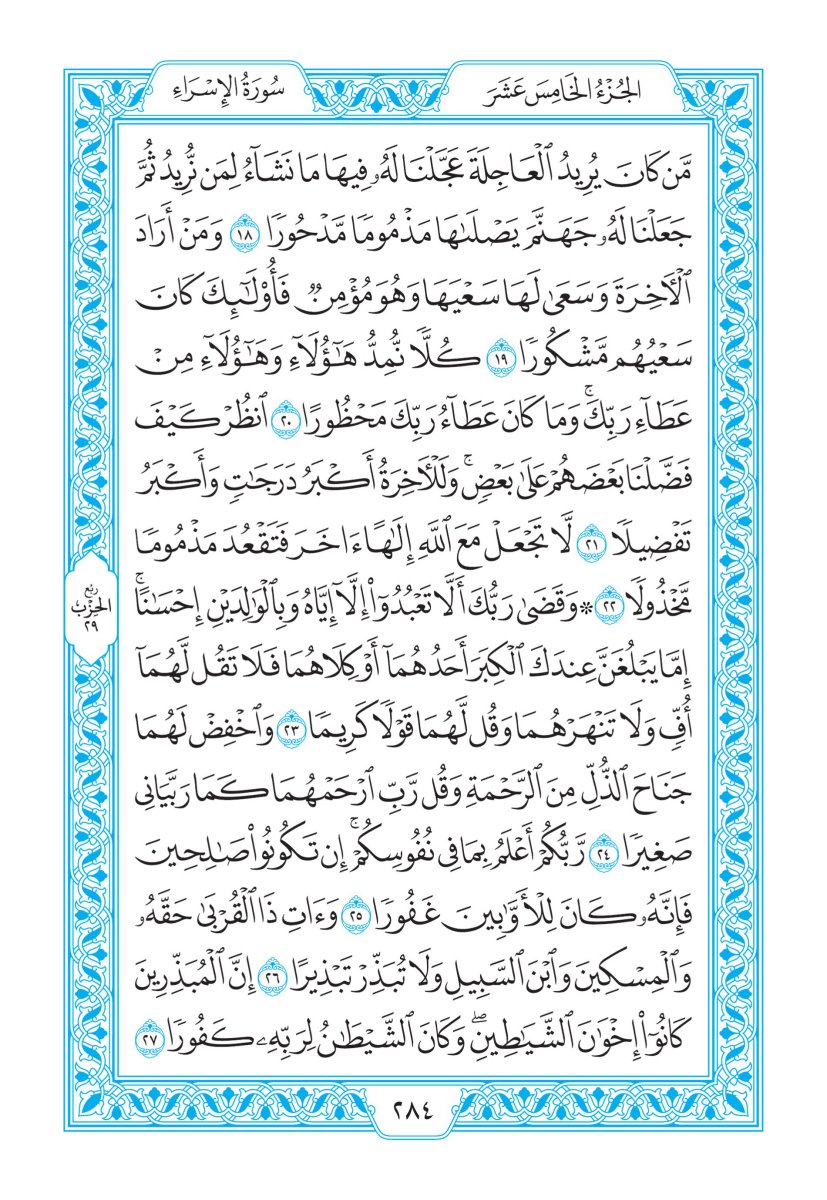 الجُزْءُ الخَامِسَ عَشَرَ
سُورَةُ الإِسْرَاءِ
مَّن كَانَ يُرِيدُ ٱلْعَاجِلَةَ عَجَّلْنَا لَهُۥ فِيهَا مَا نَشَآءُ لِمَن نُّرِيدُ ثُمَّ
جَعَلْنَا لَهُۥ جَهَنَّمَ يَصْلَىٰهَا مَذْمُومًا مَّدْحُورًا ١٨ وَمَنْ أَرَادَ
ٱلْأٓخِرَةَ وَسَعَىٰ لَهَا سَعْيَهَا وَهُوَ مُؤْمِنٌ فَأُو۟لَٰٓئِكَ كَانَ
سَعْيُهُم مَّشْكُورًا ١٩ كُلًّا نُّمِدُّ هَٰٓؤُلَآءِ وَهَٰٓؤُلَآءِ مِنْ
عَطَآءِ رَبِّكَۚ وَمَا كَانَ عَطَآءُ رَبِّكَ مَحْظُورًا ٢٠ ٱنظُرْ كَيْفَ
فَضَّلْنَا بَعْضَهُمْ عَلَىٰ بَعْضٍۚ وَلَلْأٓخِرَةُ أَكْبَرُ دَرَجَٰتٍ وَأَكْبَرُ
تَفْضِيلًا ٢١ لَّا تَجْعَلْ مَعَ ٱللَّهِ إِلَٰهًا ءَاخَرَ فَتَقْعُدَ مَذْمُومًا
مَّخْذُولًا ٢٢ ۞ وَقَضَىٰ رَبُّكَ أَلَّا تَعْبُدُوٓا۟ إِلَّآ إِيَّاهُ وَبِٱلْوَٰلِدَيْنِ إِحْسَٰنًاۚ
إِمَّا يَبْلُغَنَّ عِندَكَ ٱلْكِبَرَ أَحَدُهُمَآ أَوْ كِلَاهُمَا فَلَا تَقُل لَّهُمَآ
أُفٍّ وَلَا تَنْهَرْهُمَا وَقُل لَّهُمَا قَوْلًا كَرِيمًا ٢٣ وَٱخْفِضْ لَهُمَا
جَنَاحَ ٱلذُّلِّ مِنَ ٱلرَّحْمَةِ وَقُل رَّبِّ ٱرْحَمْهُمَا كَمَا رَبَّيَانِى
صَغِيرًا ٢٤ رَّبُّكُمْ أَعْلَمُ بِمَا فِى نُفُوسِكُمْۚ إِن تَكُونُوا۟ صَٰلِحِينَ
فَإِنَّهُۥ كَانَ لِلْأَوَّٰبِينَ غَفُورًا ٢٥ وَءَاتِ ذَا ٱلْقُرْبَىٰ حَقَّهُۥ
وَٱلْمِسْكِينَ وَٱبْنَ ٱلسَّبِيلِ وَلَا تُبَذِّرْ تَبْذِيرًا ٢٦ إِنَّ ٱلْمُبَذِّرِينَ
كَانُوٓا۟ إِخْوَٰنَ ٱلشَّيَٰطِينِۖ وَكَانَ ٱلشَّيْطَٰنُ لِرَبِّهِۦ كَفُورًا ٢٧
رُبْع
الحِزْبُ
٢٩
٢٨٤